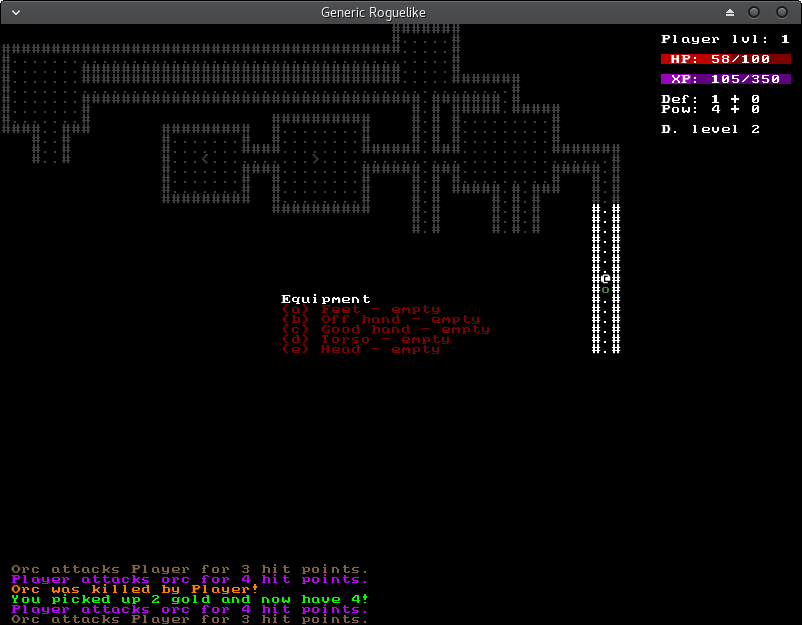 Generic Roguelike
Player lvl: 1
HP: 58/100
XP: 105/350
Def: 1 + 0
Pow: 4 + 0
D. level 2
Equipment
(a) Feet - empty
(b) Off hand - empty
(c) Good hand - empty
(d) Torso - empty
(e) Head - empty
Orc attacks Player for 3 hit points.
Player attacks orc for 4 hit points.
Orc was killed by Player!
You picked up 2 gold and now have 4!
Player attacks orc for 4 hit points.
Orc attacks Player for 3 hit points.